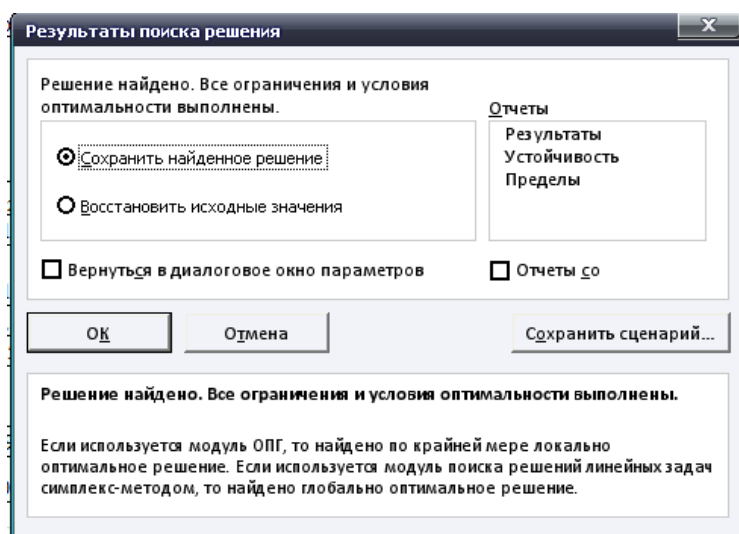 Результаты поиска решения
Решение найдено. Все ограничения и условия
оптимальности выполнены.
Отчеты
Результаты
Устойчивость
Пределы
Сохранить найденное решение
Восстановить исходные значения
Вернуться в диалоговое окно параметров
Отчеты со
ОК
Отмена
Сохранить сценарий...
Решение найдено. Все ограничения и условия оптимальности выполнены.
Если используется модуль ОПГ, то найдено по крайней мере локально
оптимальное решение. Если используется модуль поиска решений линейных задач
симплекс-методом, то найдено глобально оптимальное решение.